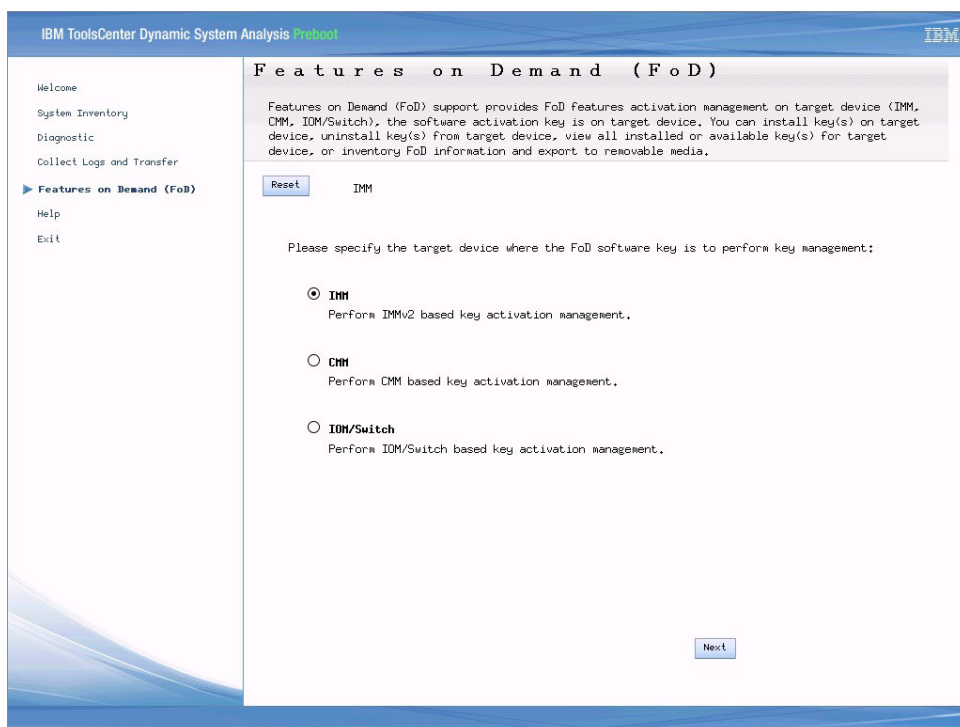 IBM ToolsCenter Dynamic System Analysis Preboot
IBM
Welcome
System Inventory
Diagnostic
Collect Logs and Transfer
Features on Demand (FoD)
Help
Exit
Features on Demand (FoD)
Features on Demand (FoD) support provides FoD features activation management on target device (IMM,
CMM, IOM/Switch), the software activation key is on target device. You can install key(s) on target
device, uninstall key(s) from target device, view all installed or available key(s) for target
device, or inventory FoD information and export to removable media.
Reset IMM
Please specify the target device where the FoD software key is to perform key management:
IMM
Perform IMMv2 based key activation management.
CMM
Perform CMM based key activation management.
IOM/Switch
Perform IOM/Switch based key activation management.
Next